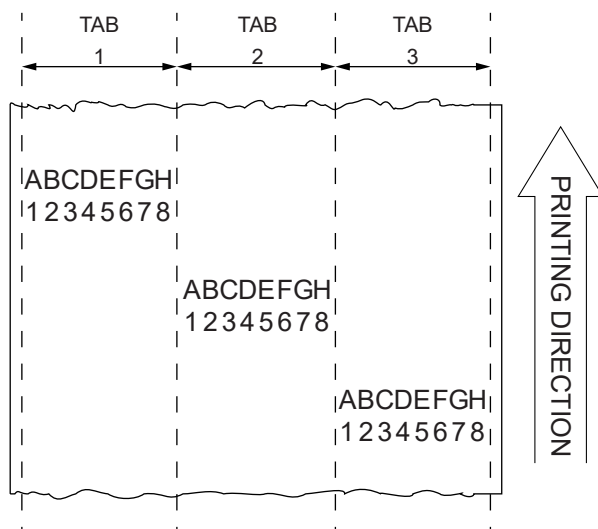 TAB
1
TAB
2
TAB
3
ABCDEFGH
12345678
ABCDEFGH
12345678
ABCDEFGH
12345678
PRINTING DIRECTION